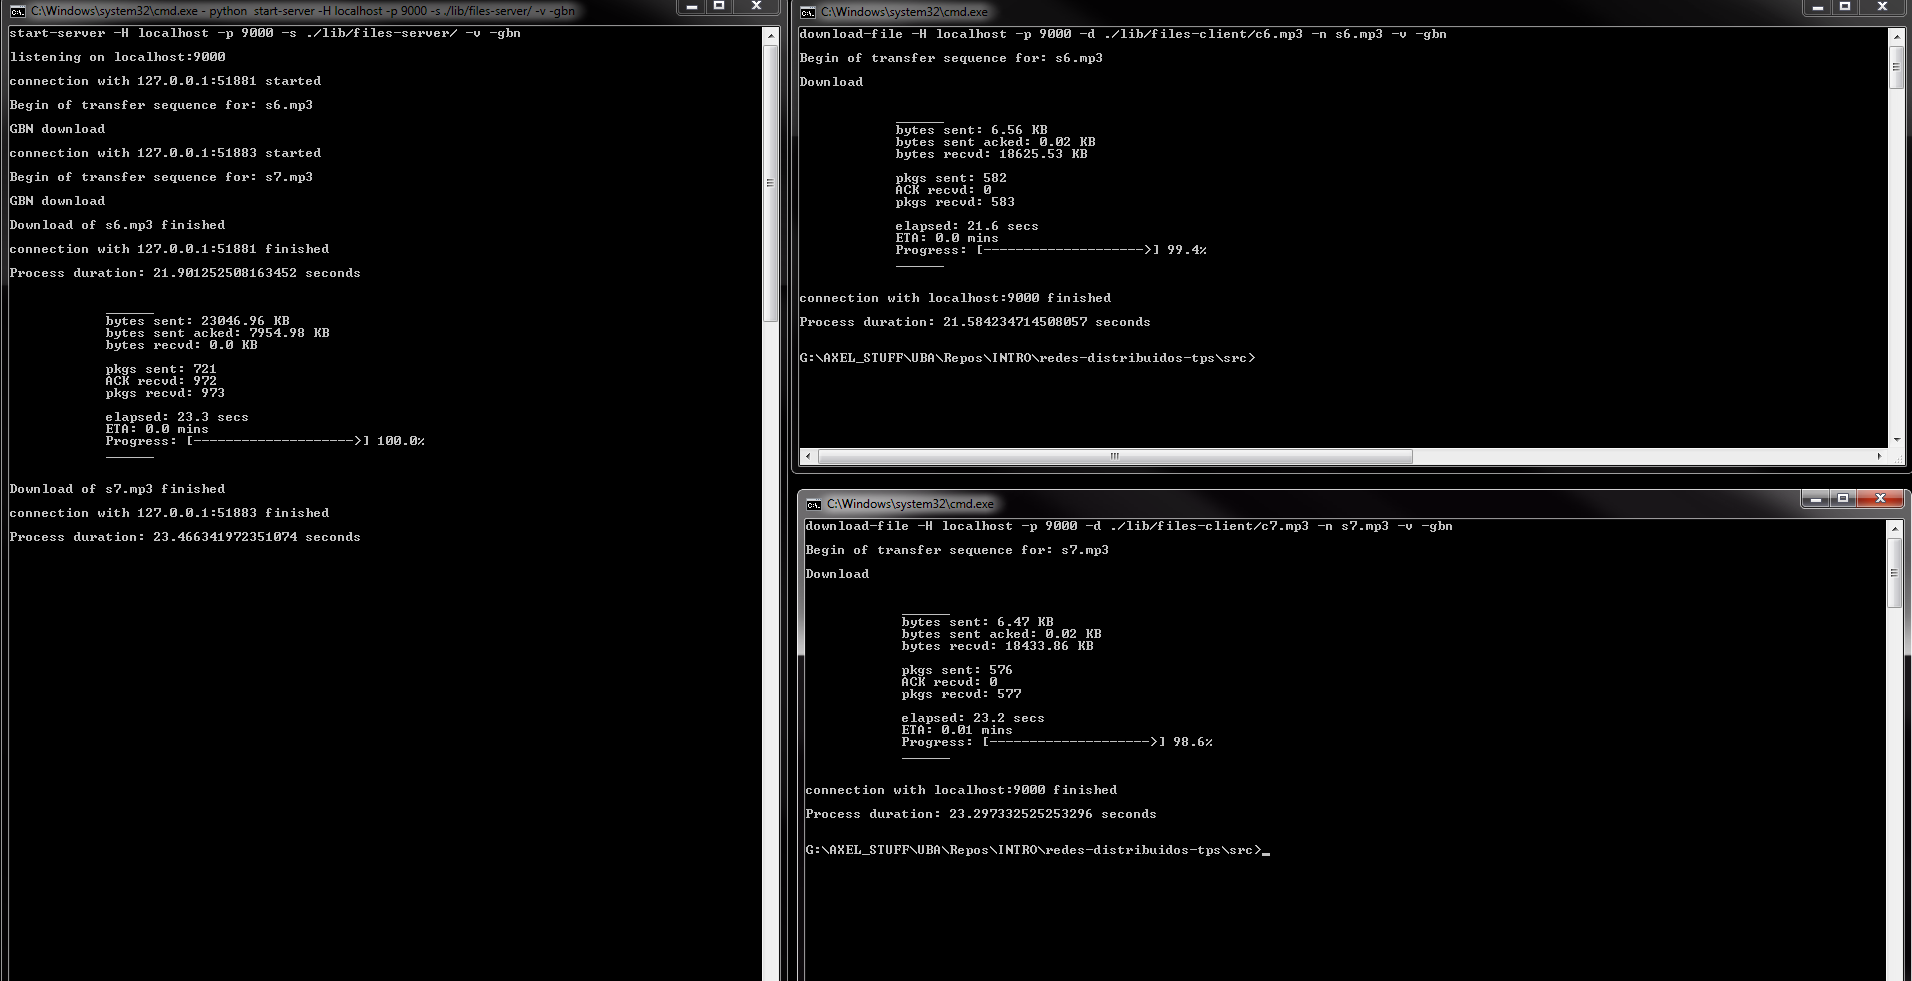 C:\Windows\system32\cmd.exe - python  start-server -H localhost -p 9000 -s ./lib/files-server/ -v -gbn
start-server -H localhost -p 9000 -s ./lib/files-server/ -v -gbn
listening on localhost:9000
connection with 127.0.0.1:51881 started
Begin of transfer sequence for: s6.mp3
GBN download
connection with 127.0.0.1:51883 started
Begin of transfer sequence for: s7.mp3
GBN download
Download of s6.mp3 finished
connection with 127.0.0.1:51881 finished
Process duration: 21.901252508163452 seconds
______
bytes sent: 23046.96 KB
bytes sent acked: 7954.98 KB
bytes recvd: 0.0 KB
pkgs sent: 721
ACK recvd: 972
pkgs recvd: 973
elapsed: 23.3 secs
ETA: 0.0 mins
Progress: [-------------------->] 100.0%
______
Download of s7.mp3 finished
connection with 127.0.0.1:51883 finished
Process duration: 23.466341972351074 seconds
C:\Windows\system32\cmd.exe
download-file -H localhost -p 9000 -d ./lib/files-client/c6.mp3 -n s6.mp3 -v -gbn
Begin of transfer sequence for: s6.mp3
Download
______
bytes sent: 6.56 KB
bytes sent acked: 0.02 KB
bytes recvd: 18625.53 KB
pkgs sent: 582
ACK recvd: 0
pkgs recvd: 583
elapsed: 21.6 secs
ETA: 0.0 mins
Progress: [-------------------->] 99.4%
______
connection with localhost:9000 finished
Process duration: 21.584234714508057 seconds
G:\AXEL_STUFF\UBA\Repos\INTRO\redes-distribuidos-tps\src>
C:\Windows\system32\cmd.exe
download-file -H localhost -p 9000 -d ./lib/files-client/c7.mp3 -n s7.mp3 -v -gbn
Begin of transfer sequence for: s7.mp3
Download
______
bytes sent: 6.47 KB
bytes sent acked: 0.02 KB
bytes recvd: 18433.86 KB
pkgs sent: 576
ACK recvd: 0
pkgs recvd: 577
elapsed: 23.2 secs
ETA: 0.01 mins
Progress: [-------------------->] 98.6%
______
connection with localhost:9000 finished
Process duration: 23.297332525253296 seconds
G:\AXEL_STUFF\UBA\Repos\INTRO\redes-distribuidos-tps\src>_